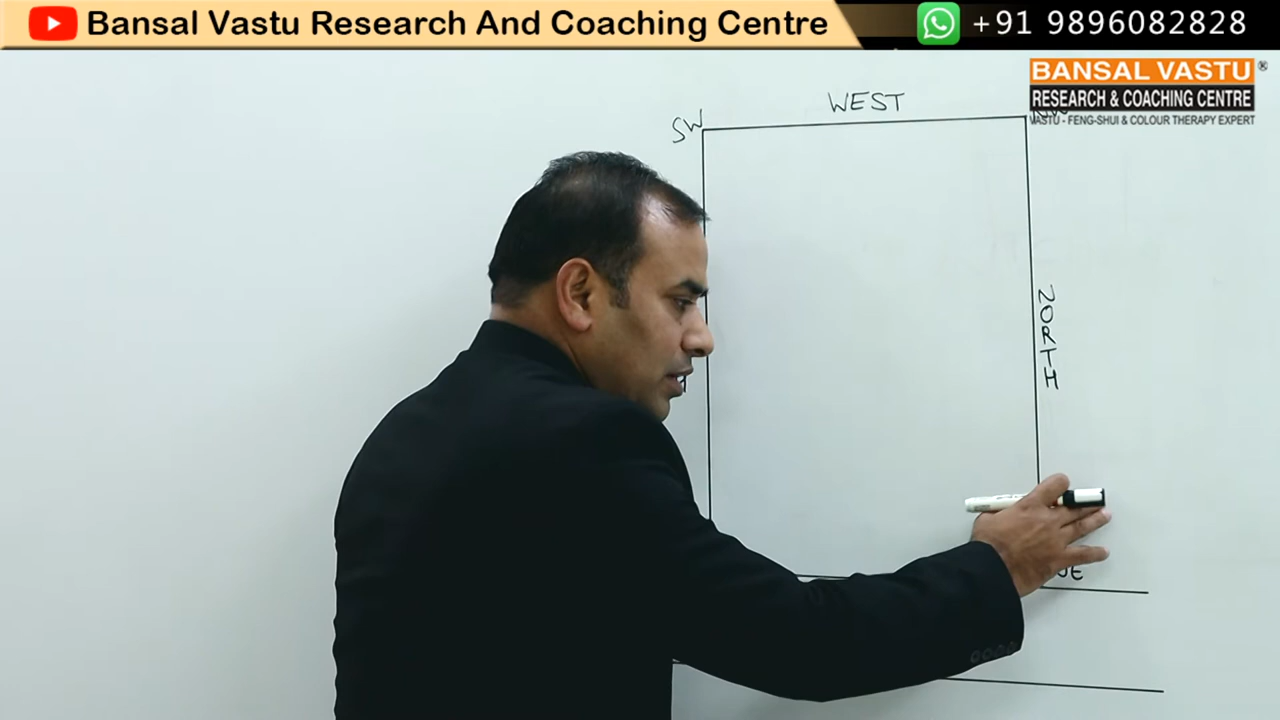 Bansal Vastu Research And Coaching Centre
+91 9896082828
BANSAL VASTU®
RESEARCH & COACHING CENTRE
VASTU - FENG-SHUI & COLOUR THERAPY EXPERT
WEST
SW
NORTH